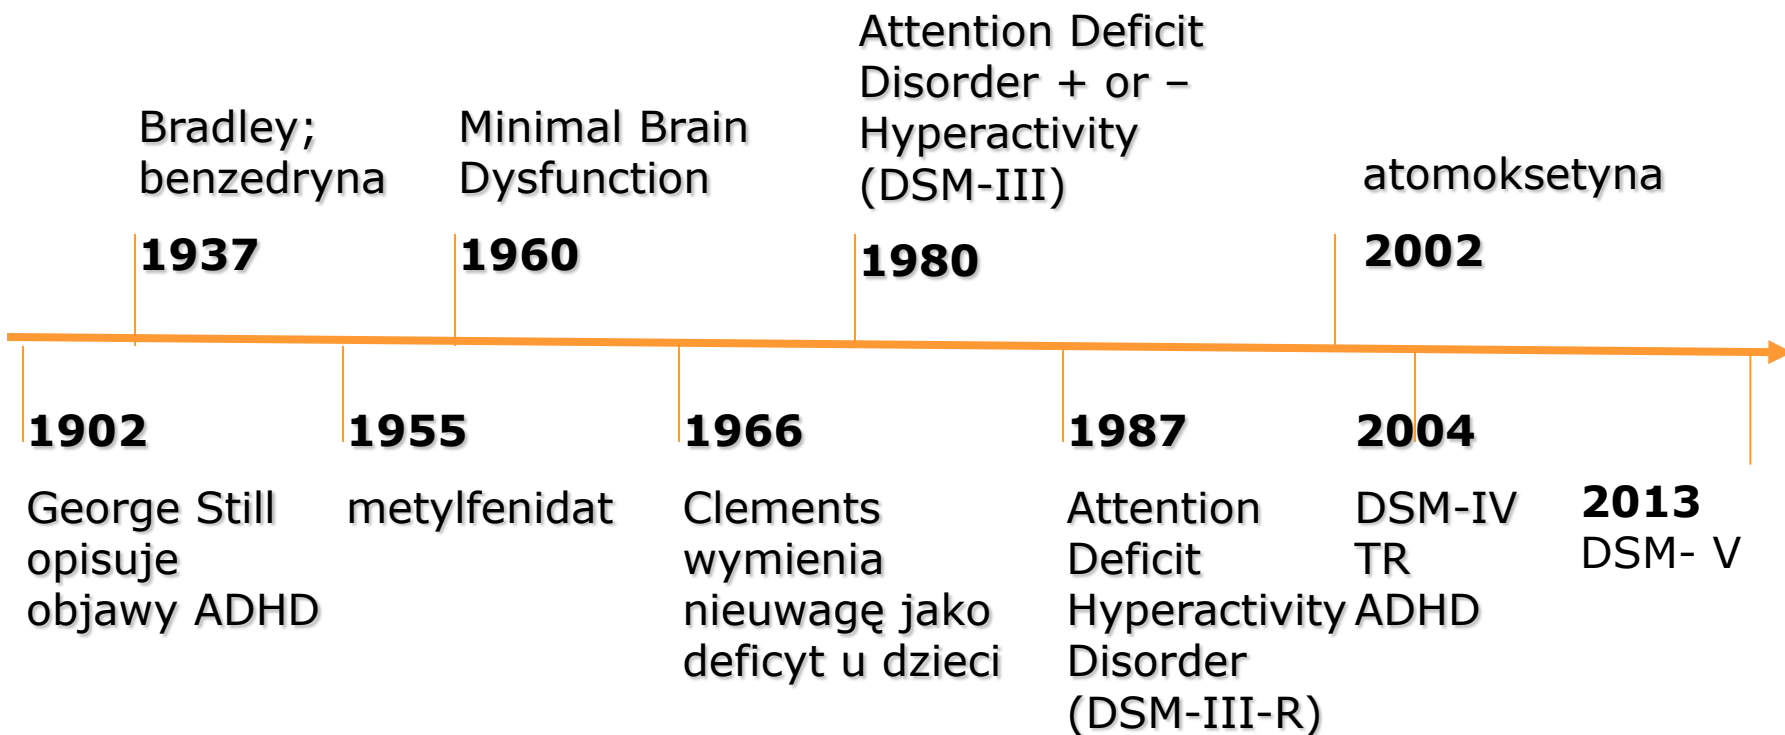 Bradley;
benzedryna
1937
Minimal Brain
Dysfunction
1960
Attention Deficit
Disorder + or –
Hyperactivity
(DSM-III)
1980
atomoksetyna
2002
1902
George Still
opisuje
objawy ADHD
1955
metylfenidat
1966
Clements
wymienia
nieuwagę jako
deficyt u dzieci
1987
Attention
Deficit
Hyperactivity
Disorder
(DSM-III-R)
2004
DSM-IV
TR
ADHD
2013
DSM- V